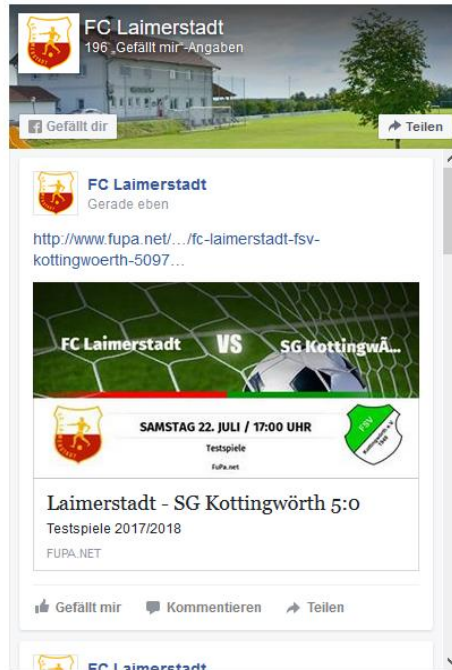 FC Laimerstadt
196 „Gefällt mir“-Angaben
Gefällt dir
Teilen
FC Laimerstadt
Gerade eben
http://www.fupa.net/…/fc-laimerstadt-fsv-
kottingwoerth-5097…
FC Laimerstadt VS SG KottingwÃ...
SAMSTAG 22. JULI / 17:00 UHR
Testspiele
FuPa.net
FSV
Kottingwörth e.V.
Laimerstadt - SG Kottingwörth 5:0
Testspiele 2017/2018
FUPA.NET
Gefällt mir Kommentieren Teilen
FC Laimerstadt